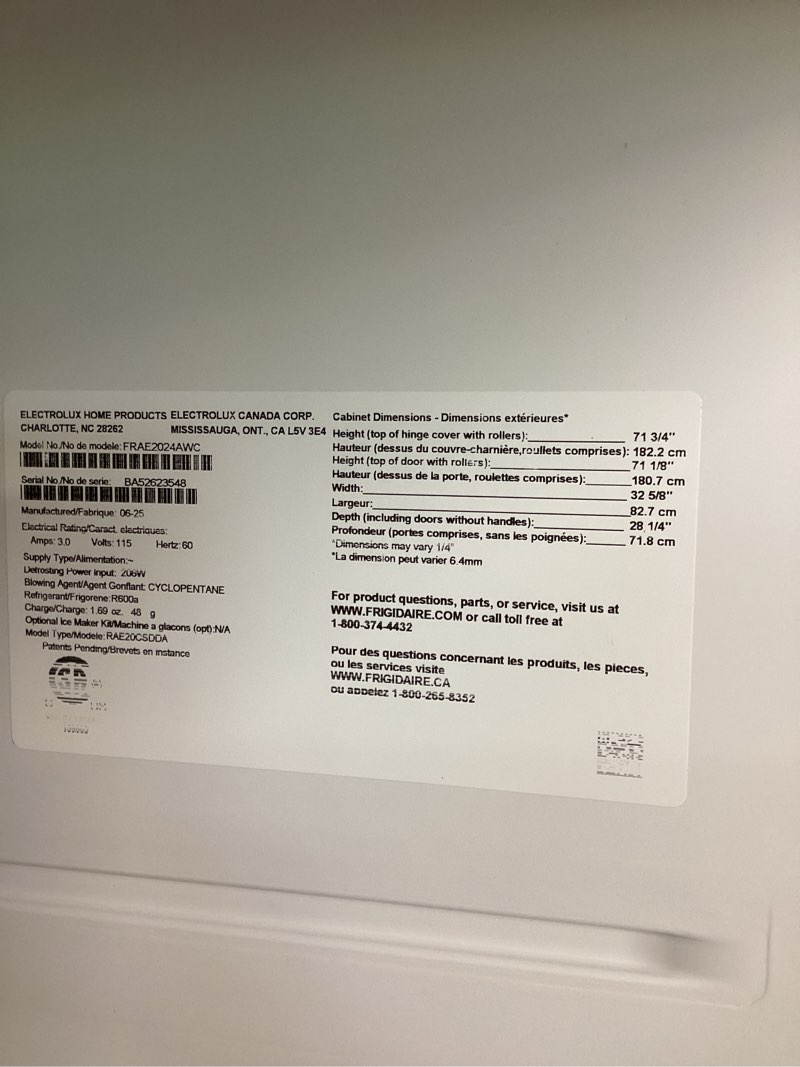 ELECTROLUX HOME PRODUCTS ELECTROLUX CANADA CORP.
CHARLOTTE, NC 28262 MISSISSAUGA, ONT., CA L5V 3E4
Model No./No de modele: FRAE2024AWC
Serial No./No de serie: BA52623548
Manufactured/Fabrique: 06-25
Electrical Rating/Caract. electriques:
Amps: 3.0 Volts: 115 Hertz: 60
Supply Type/Alimentation:~
Defrosting Power input: 206W
Blowing Agent/Agent Gonflant: CYCLOPENTANE
Refrigerant/Frigorene: R600a
Charge/Charge: 1.69 oz. 48 g
Optional Ice Maker Kit/Machine a glacons (opt):N/A
Model Type/Modele: RAE20CSDDA
Patents Pending/Brevets en instance
Cabinet Dimensions - Dimensions extérieures*
Height (top of hinge cover with rollers): 71 3/4"
Hauteur (dessus du couvre-charnière,roullets comprises): 182.2 cm
Height (top of door with rollers): 71 1/8"
Hauteur (dessus de la porte, roulettes comprises): 180.7 cm
Width: 32 5/8"
Largeur: 82.7 cm
Depth (including doors without handles): 28 1/4"
Profondeur (portes comprises, sans les poignées): 71.8 cm
*Dimensions may vary 1/4"
*La dimension peut varier 6.4mm
For product questions, parts, or service, visit us at
WWW.FRIGIDAIRE.COM or call toll free at
1-800-374-4432
Pour des questions concernant les produits, les pieces,
ou les services visite
WWW.FRIGIDAIRE.CA
ou appelez 1-800-265-8352